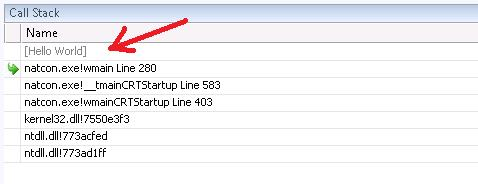 Call Stack
Name
[Hello World]
natcon.exe!wmain Line 280
natcon.exe!__tmainCRTStartup Line 583
natcon.exe!wmainCRTStartup Line 403
kernel32.dll!7550e3f3
ntdll.dll!773acfed
ntdll.dll!773ad1ff